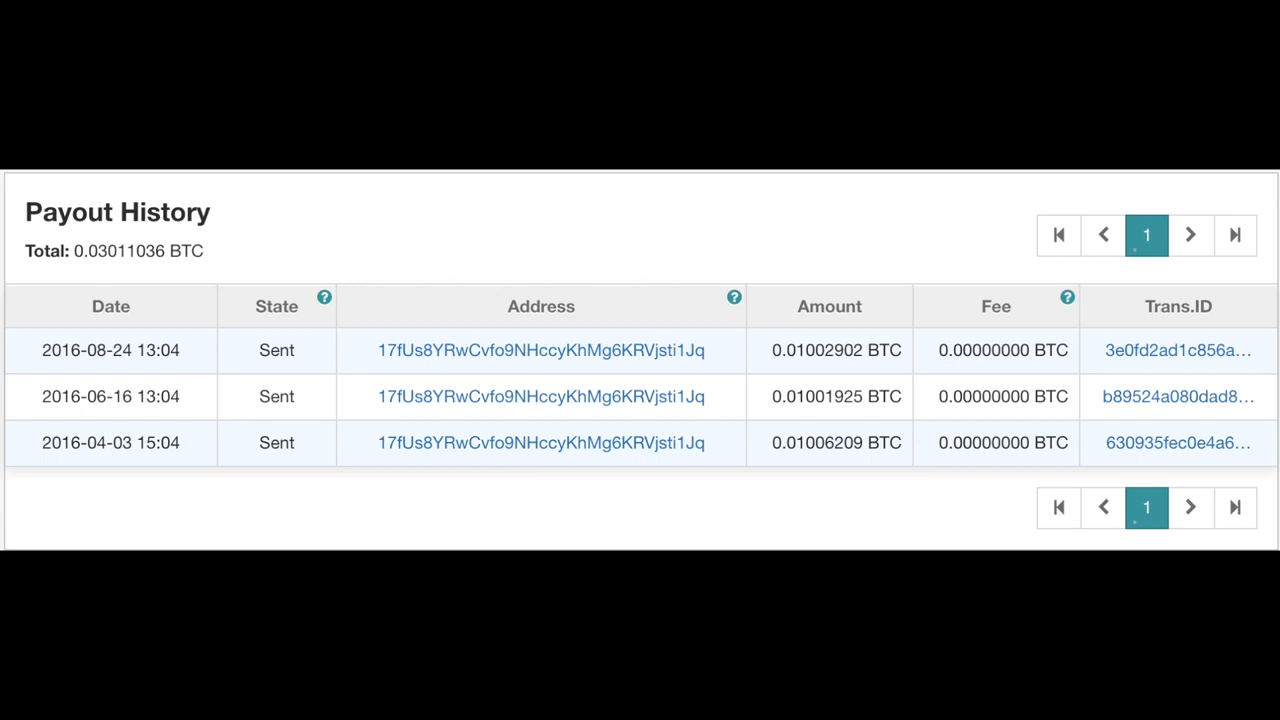 Payout History
Total: 0.03011036 BTC
1
Date State ? Address ? Amount Fee ? Trans.ID
2016-08-24 13:04 Sent 17fUs8YRwCvfo9NHccyKhMg6KRVjsti1Jq 0.01002902 BTC 0.00000000 BTC 3e0fd2ad1c856a...
2016-06-16 13:04 Sent 17fUs8YRwCvfo9NHccyKhMg6KRVjsti1Jq 0.01001925 BTC 0.00000000 BTC b89524a080dad8...
2016-04-03 15:04 Sent 17fUs8YRwCvfo9NHccyKhMg6KRVjsti1Jq 0.01006209 BTC 0.00000000 BTC 630935fec0e4a6...
1